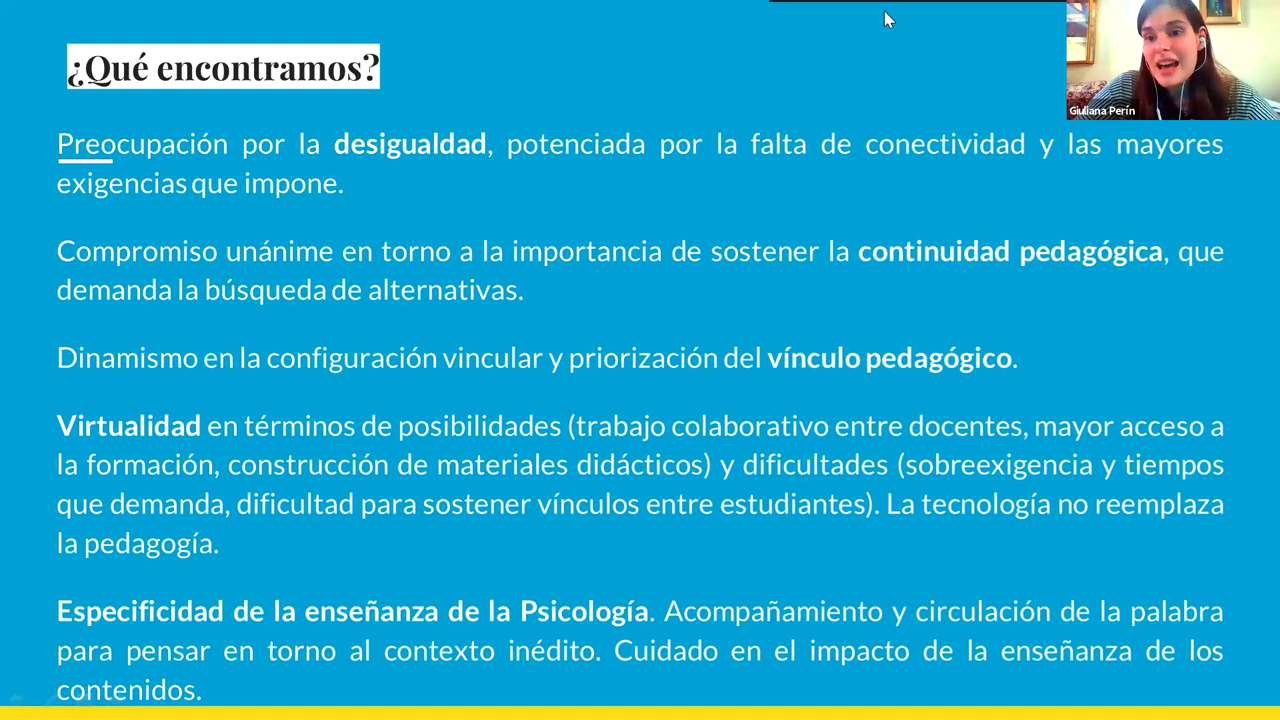 ¿Qué encontramos?
Giuliana Perín
Preocupación por la desigualdad, potenciada por la falta de conectividad y las mayores
exigencias que impone.
Compromiso unánime en torno a la importancia de sostener la continuidad pedagógica, que
demanda la búsqueda de alternativas.
Dinamismo en la configuración vincular y priorización del vínculo pedagógico.
Virtualidad en términos de posibilidades (trabajo colaborativo entre docentes, mayor acceso a
la formación, construcción de materiales didácticos) y dificultades (sobreexigencia y tiempos
que demanda, dificultad para sostener vínculos entre estudiantes). La tecnología no reemplaza
la pedagogía.
Especificidad de la enseñanza de la Psicología. Acompañamiento y circulación de la palabra
para pensar en torno al contexto inédito. Cuidado en el impacto de la enseñanza de los
contenidos.